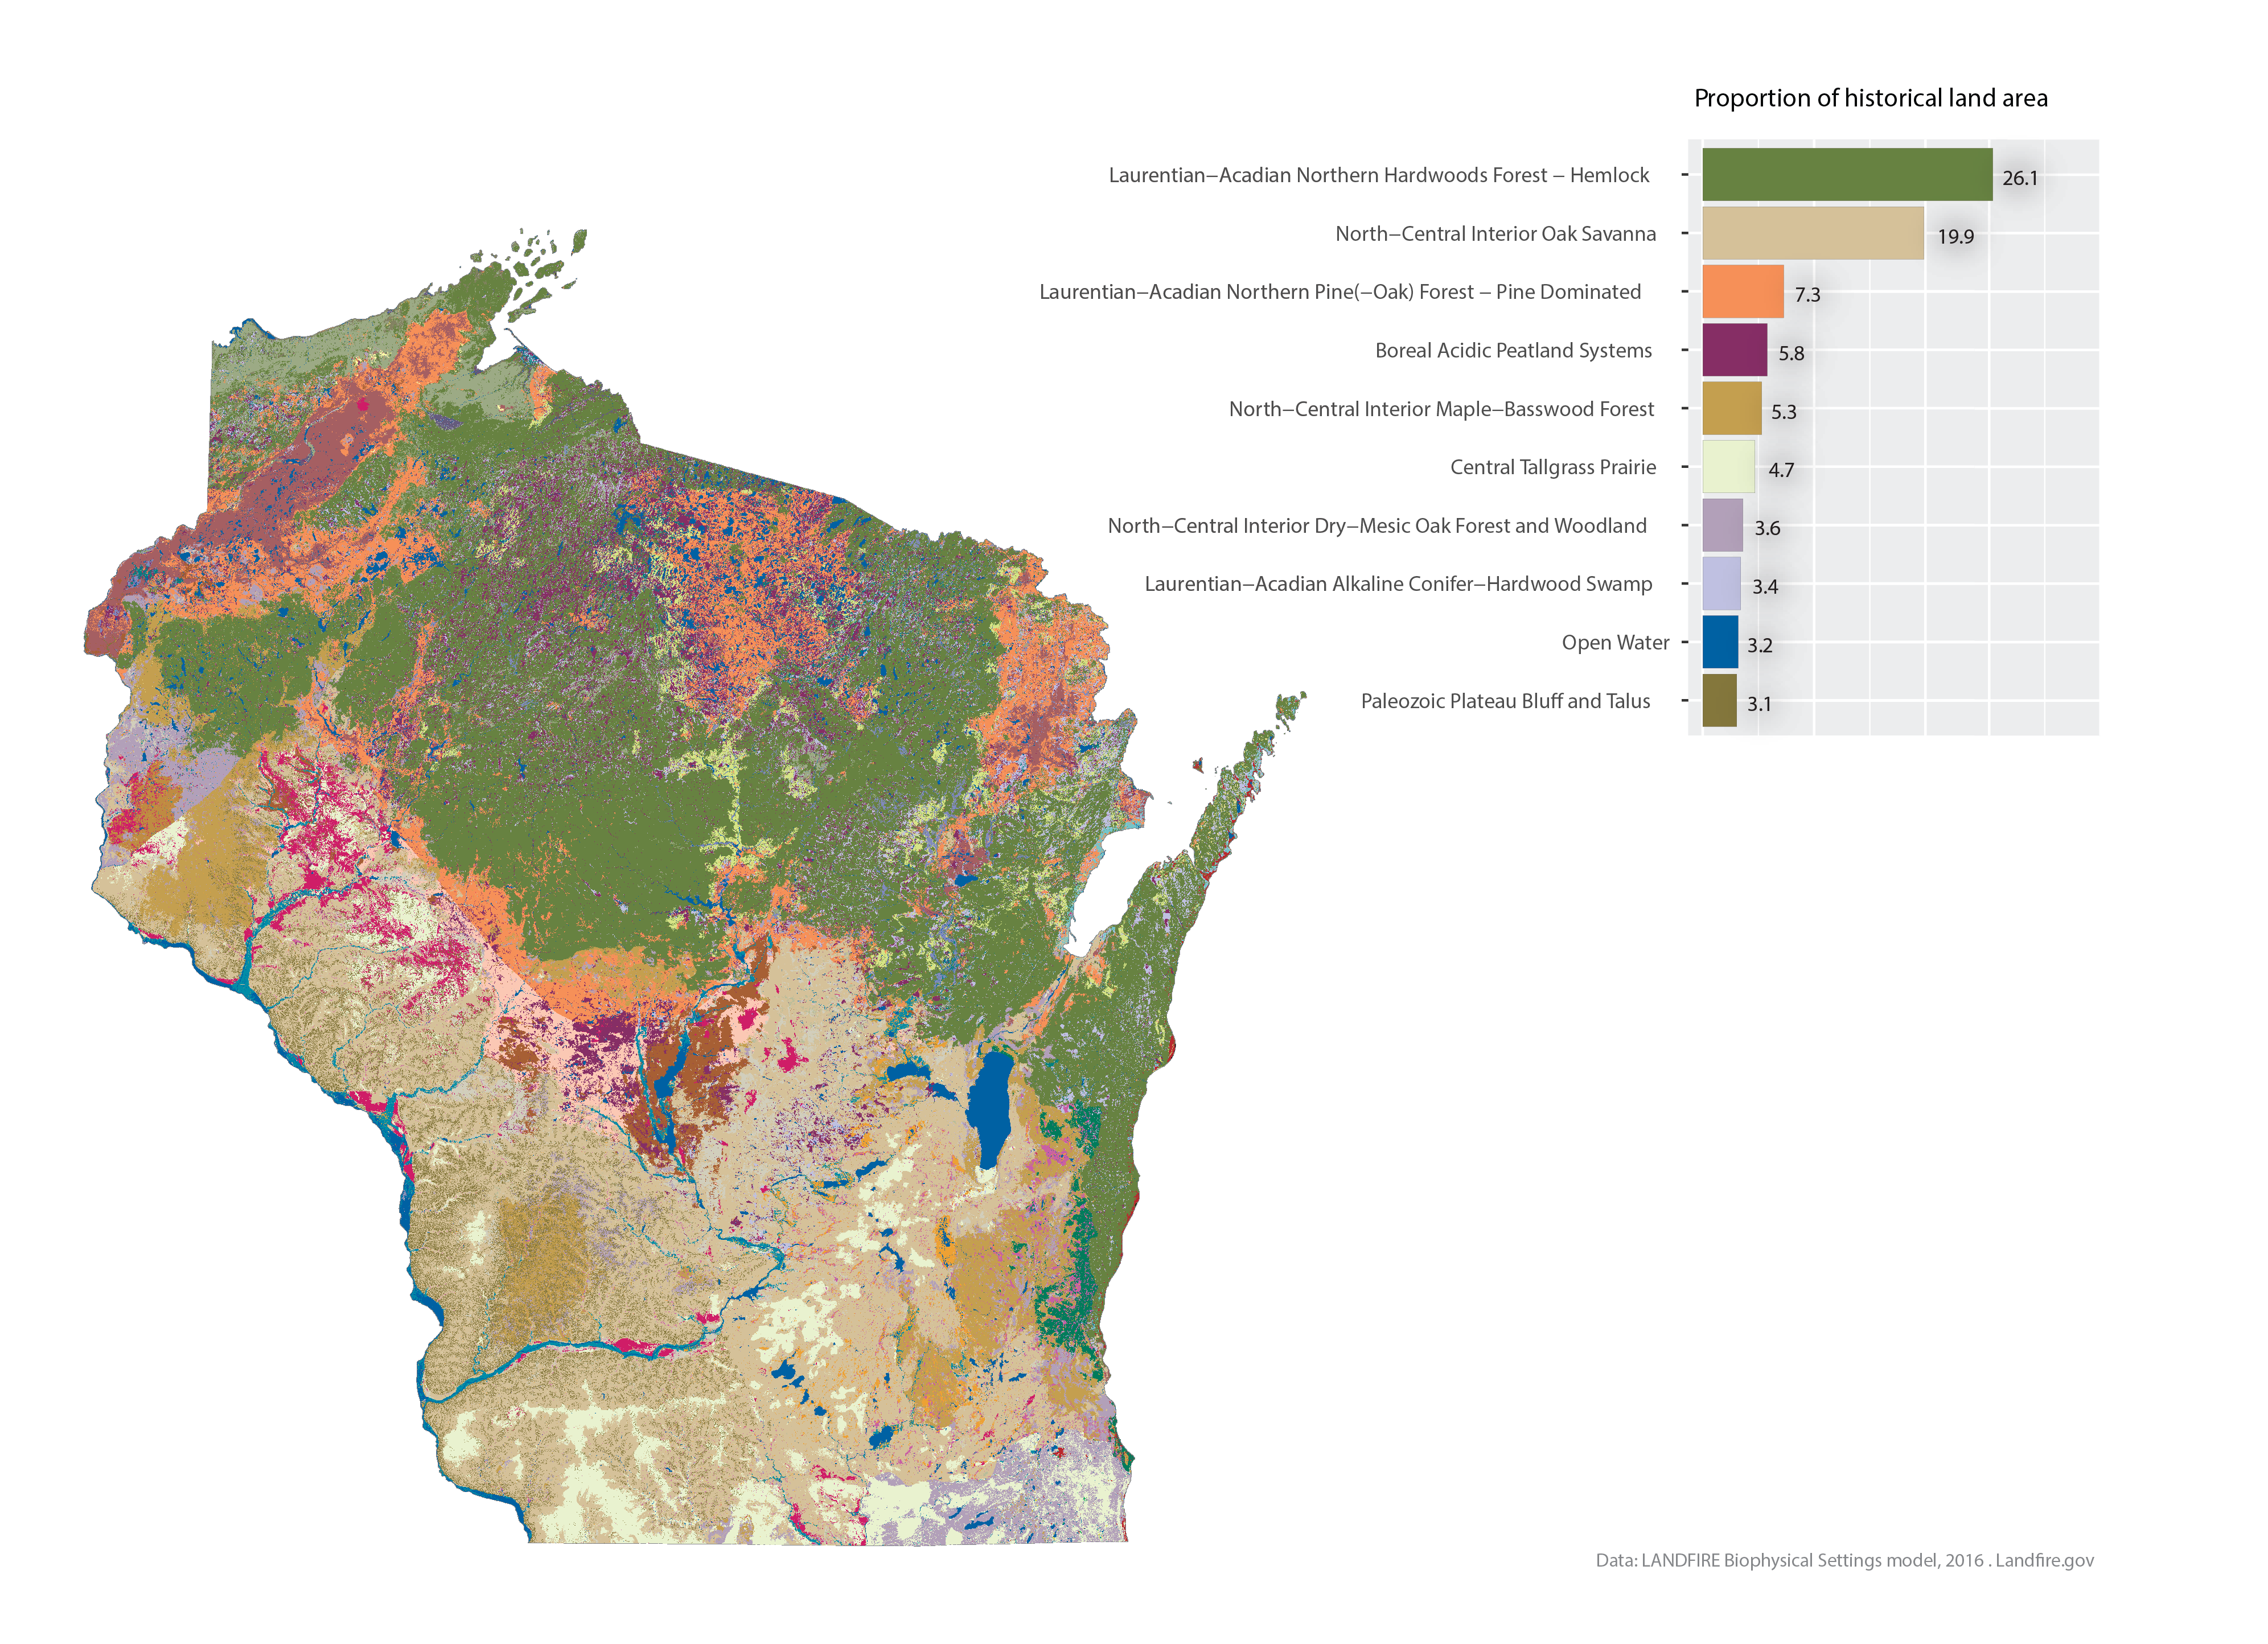 Proportion of historical land area
Laurentian–Acadian Northern Hardwoods Forest – Hemlock 26.1
North–Central Interior Oak Savanna 19.9
Laurentian–Acadian Northern Pine(–Oak) Forest – Pine Dominated 7.3
Boreal Acidic Peatland Systems 5.8
North–Central Interior Maple–Basswood Forest 5.3
Central Tallgrass Prairie 4.7
North–Central Interior Dry–Mesic Oak Forest and Woodland 3.6
Laurentian–Acadian Alkaline Conifer–Hardwood Swamp 3.4
Open Water 3.2
Paleozoic Plateau Bluff and Talus 3.1
Data: LANDFIRE Biophysical Settings model, 2016 . Landfire.gov